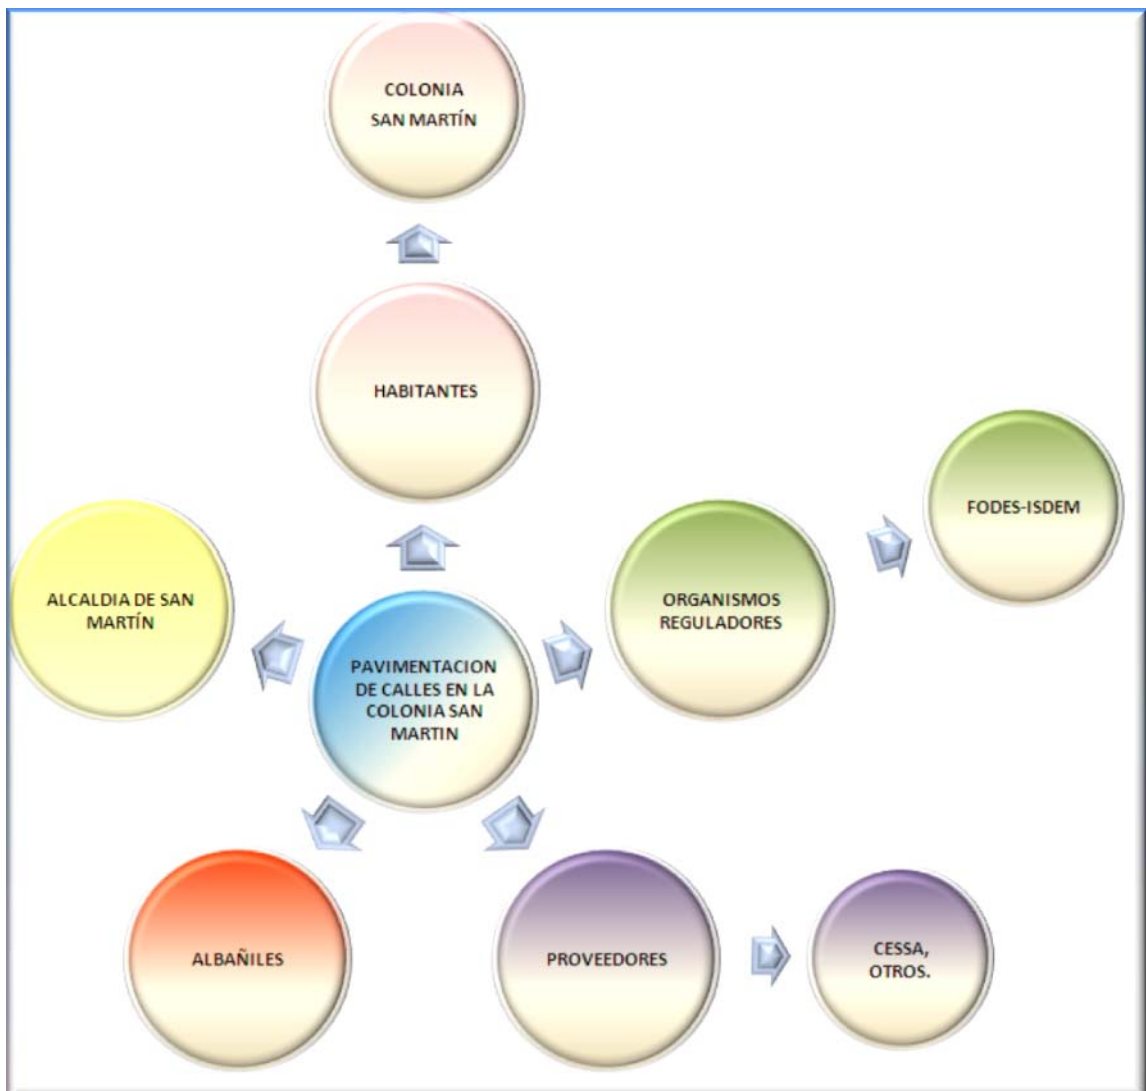 COLONIA
SAN MARTÍN
HABITANTES
FODES-ISDEM
ALCALDIA DE SAN
MARTÍN
ORGANISMOS
REGULADORES
PAVIMENTACION
DE CALLES EN LA
COLONIA SAN
MARTIN
ALBAÑILES
PROVEEDORES
CESSA,
OTROS.